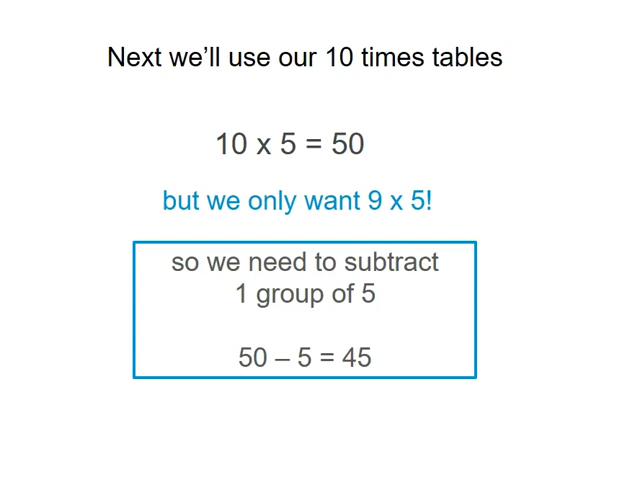 Next we’ll use our 10 times tables
10 x 5 = 50
but we only want 9 x 5!
so we need to subtract
1 group of 5
50 – 5 = 45